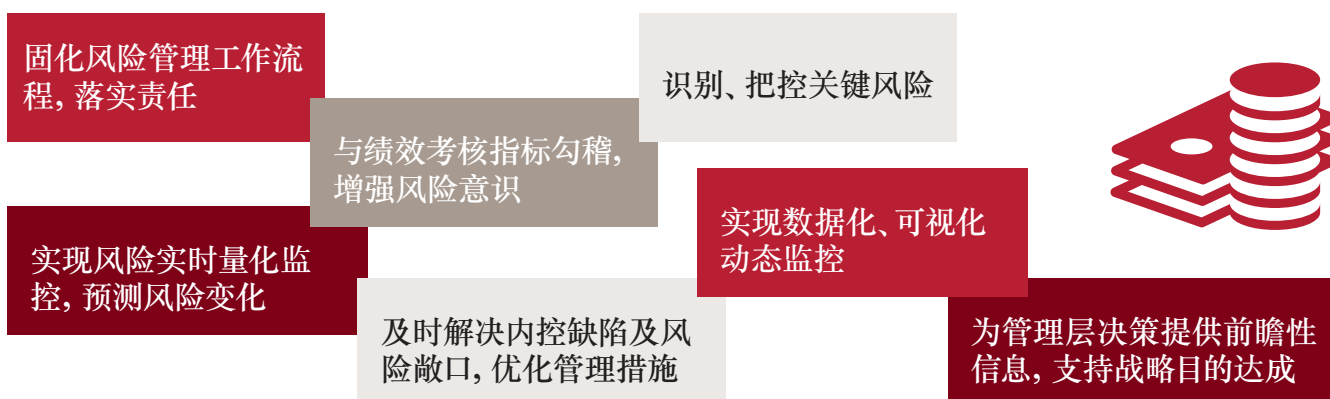 固化风险管理工作流
程, 落实责任
与绩效考核指标勾稽,
增强风险意识
识别、把控关键风险
实现风险实时量化监
控, 预测风险变化
及时解决内控缺陷及风
险敞口, 优化管理措施
实现数据化、可视化
动态监控
为管理层决策提供前瞻性
信息, 支持战略目的达成